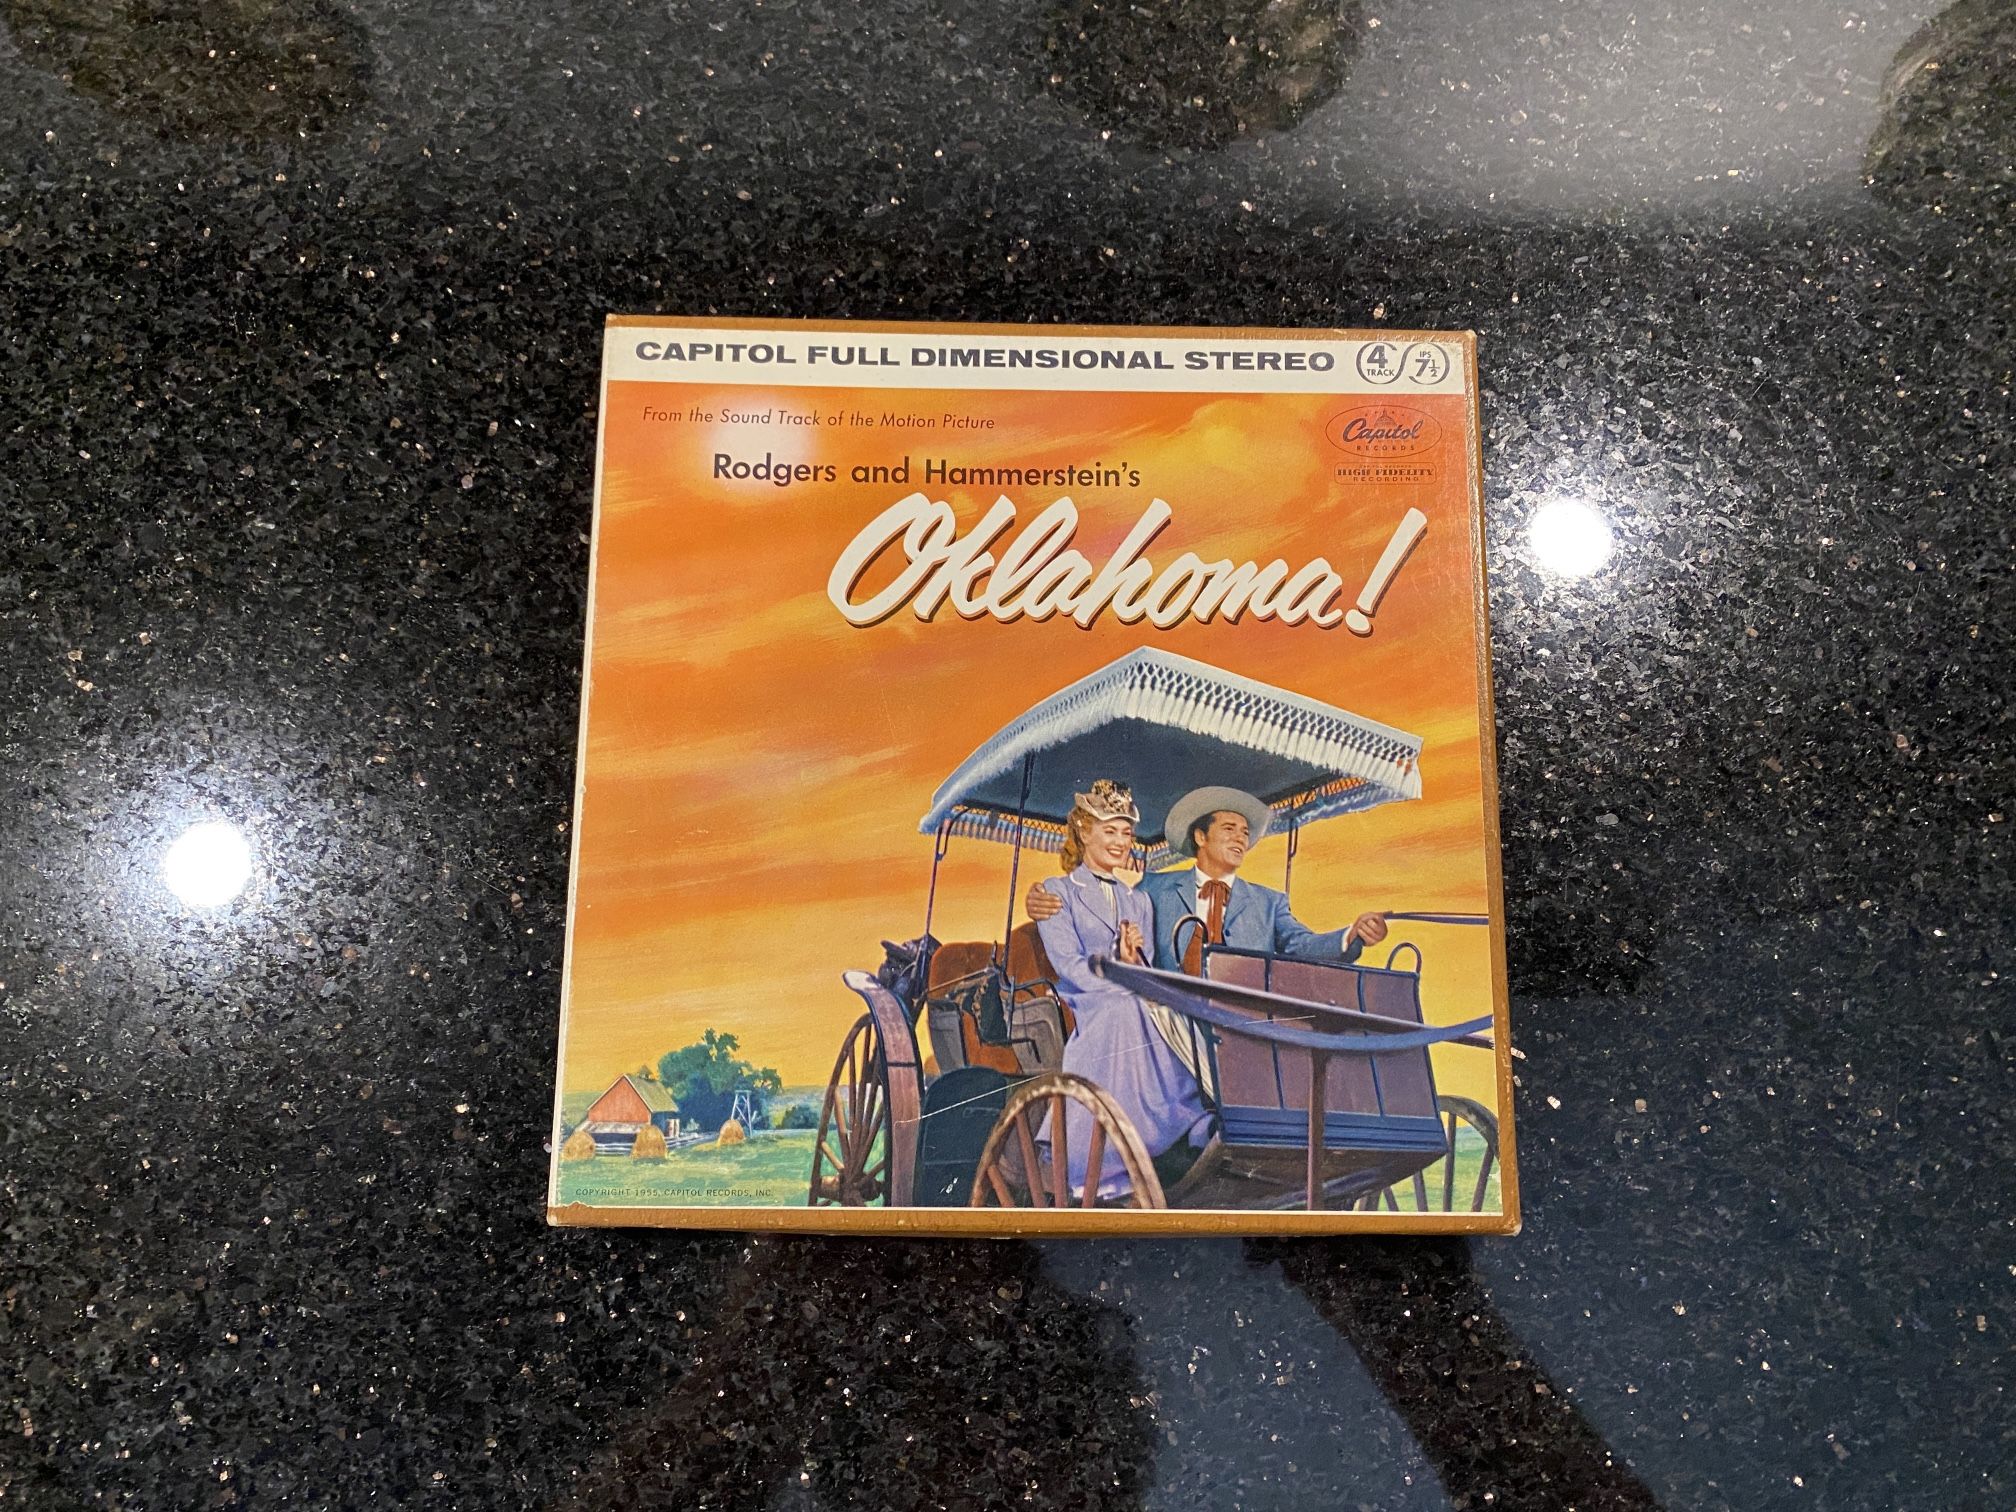 CAPITOL FULL DIMENSIONAL STEREO
4 TRACK
IPS 7½
From the Sound Track of the Motion Picture
Capitol
RECORDS
Rodgers and Hammerstein's
HIGH FIDELITY
RECORDING
Oklahoma!
COPYRIGHT 1955, CAPITOL RECORDS, INC.